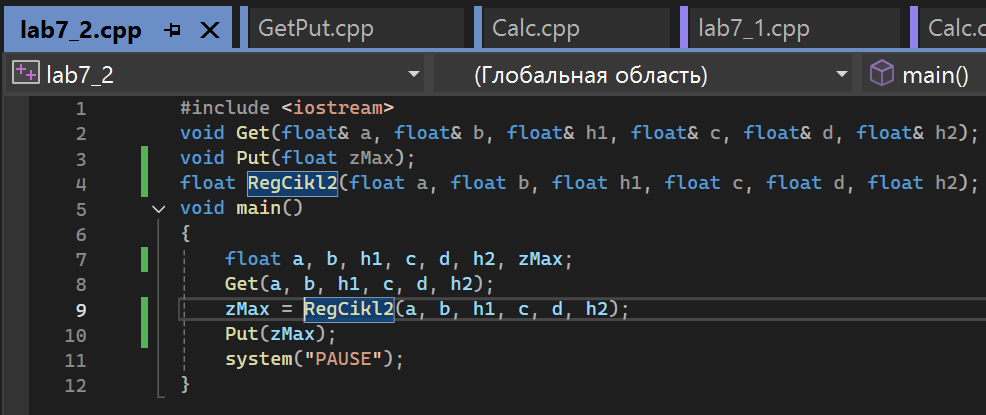 lab7_2.cpp GetPut.cpp Calc.cpp lab7_1.cpp Calc.c
lab7_2 (Глобальная область) main()
1 #include <iostream>
2 void Get(float& a, float& b, float& h1, float& c, float& d, float& h2);
3 void Put(float zMax);
4 float RegCikl2(float a, float b, float h1, float c, float d, float h2);
5 void main()
6 {
7 float a, b, h1, c, d, h2, zMax;
8 Get(a, b, h1, c, d, h2);
9 zMax = RegCikl2(a, b, h1, c, d, h2);
10 Put(zMax);
11 system("PAUSE");
12 }